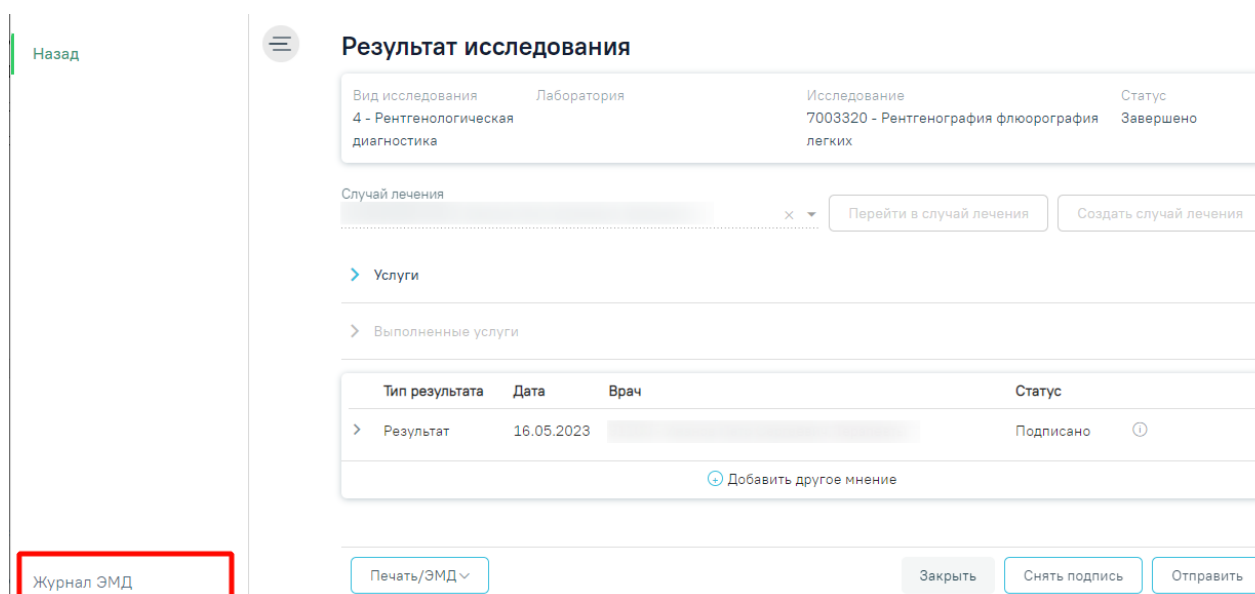 Назад
Результат исследования
Вид исследования Лаборатория Исследование Статус
4 - Рентгенологическая 7003320 - Рентгенография флюорография Завершено
диагностика легких
Случай лечения
Перейти в случай лечения Создать случай лечения
Услуги
Выполненные услуги
Тип результата Дата Врач Статус
Результат 16.05.2023 Подписано
Добавить другое мнение
Журнал ЭМД Печать/ЭМД Закрыть Снять подпись Отправить